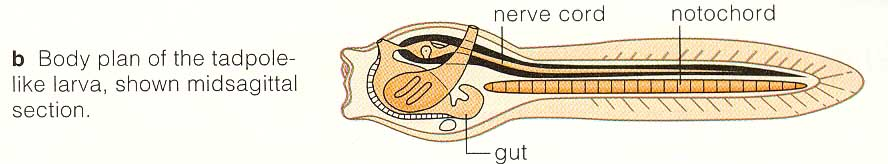 nerve cord
notochord
b Body plan of the tadpole-
like larva, shown midsagittal
section.
gut